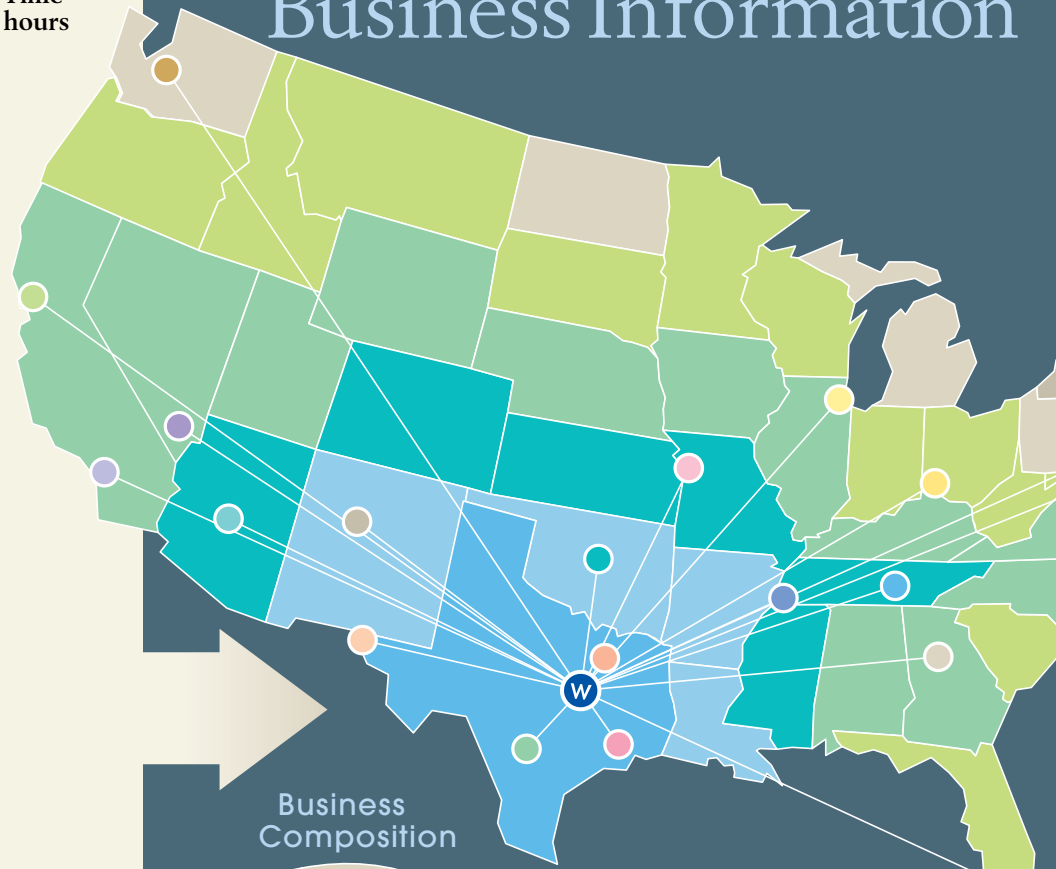 hours
Business Information
W
Business
Composition